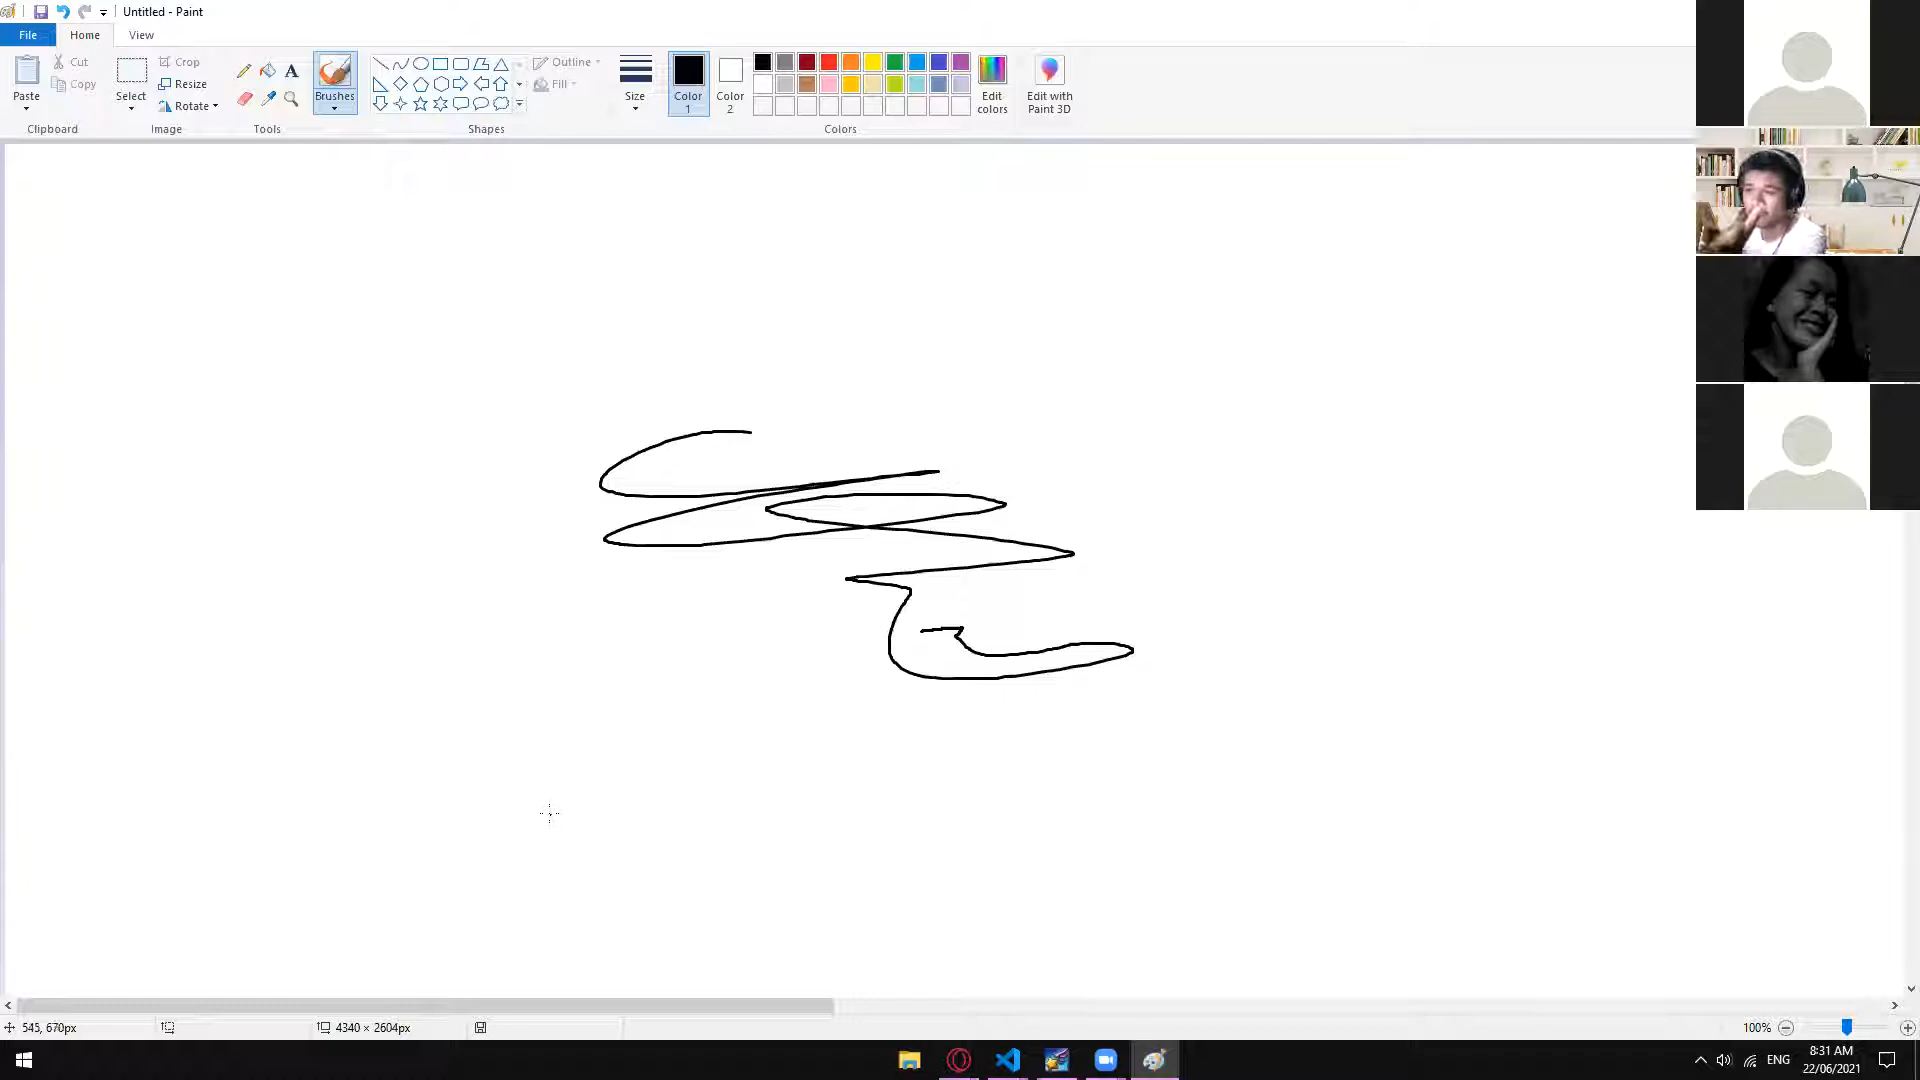 Untitled - Paint
File Home View
Paste
Cut
Copy
Clipboard
Select
Crop
Resize
Rotate
Image
Tools
Brushes
Shapes
Outline
Fill
Size
Color 1
Color 2
Colors
Edit colors
Edit with Paint 3D
545, 670px
4340 × 2604px
100%
ENG
8:31 AM
22/06/2021